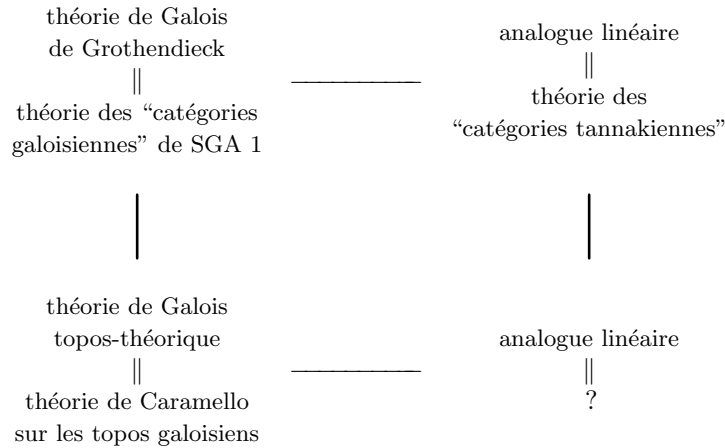 théorie de Galois
de Grothendieck
||
théorie des “catégories
galoisiennes” de SGA 1
analogue linéaire
||
théorie des
“catégories tannakiennes”
théorie de Galois
topos-théorique
||
théorie de Caramello
sur les topos galoisiens
analogue linéaire
||
?